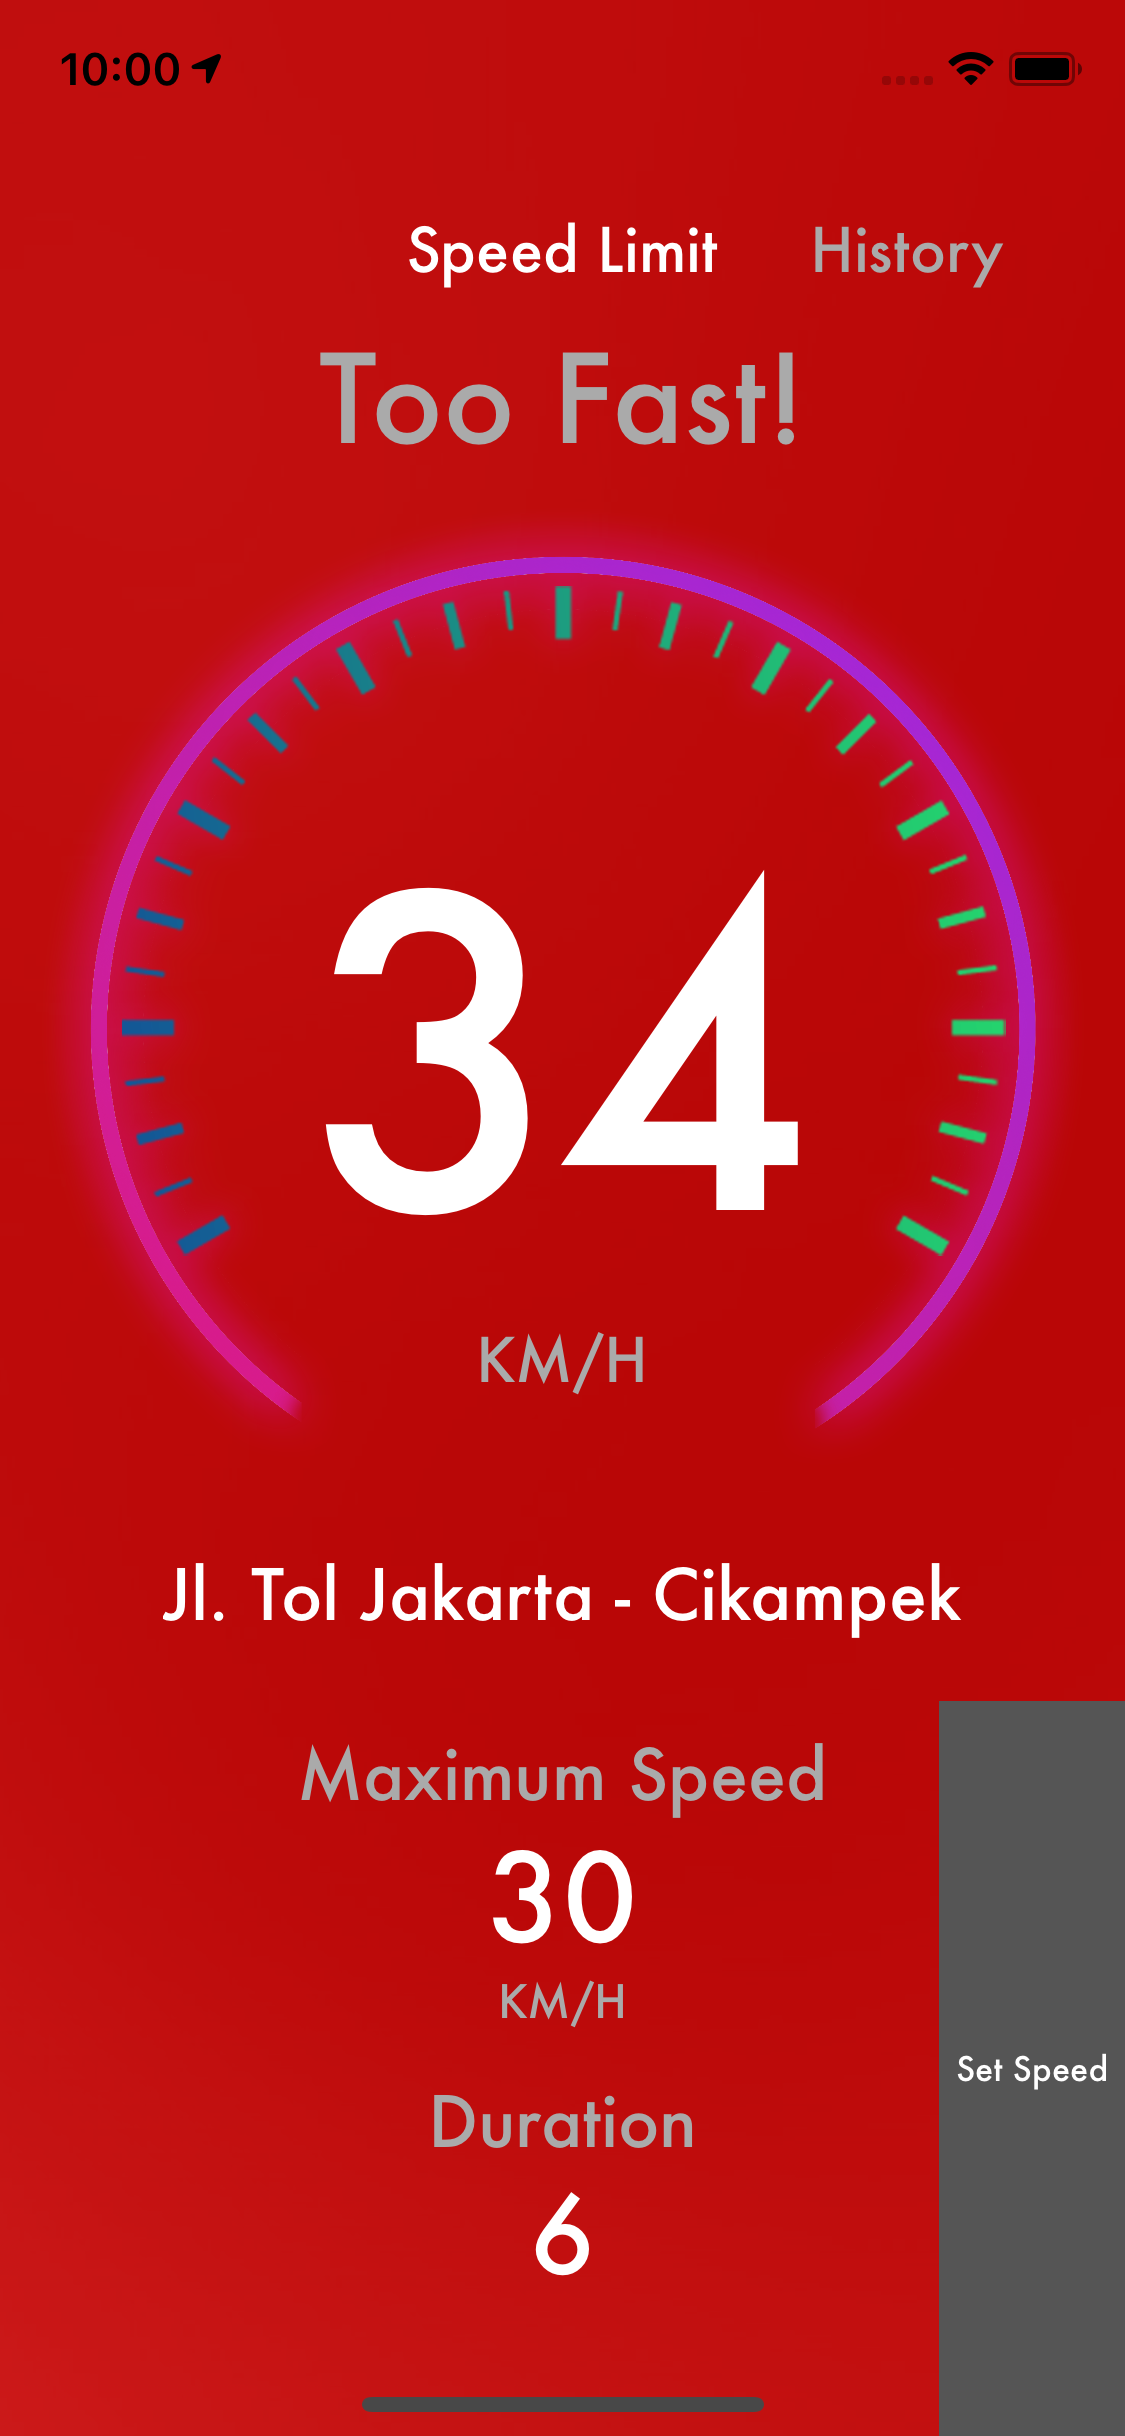 10:00
Speed Limit History
Too Fast!
34
KM/H
Jl. Tol Jakarta - Cikampek
Maximum Speed
30
KM/H
Set Speed
Duration
6